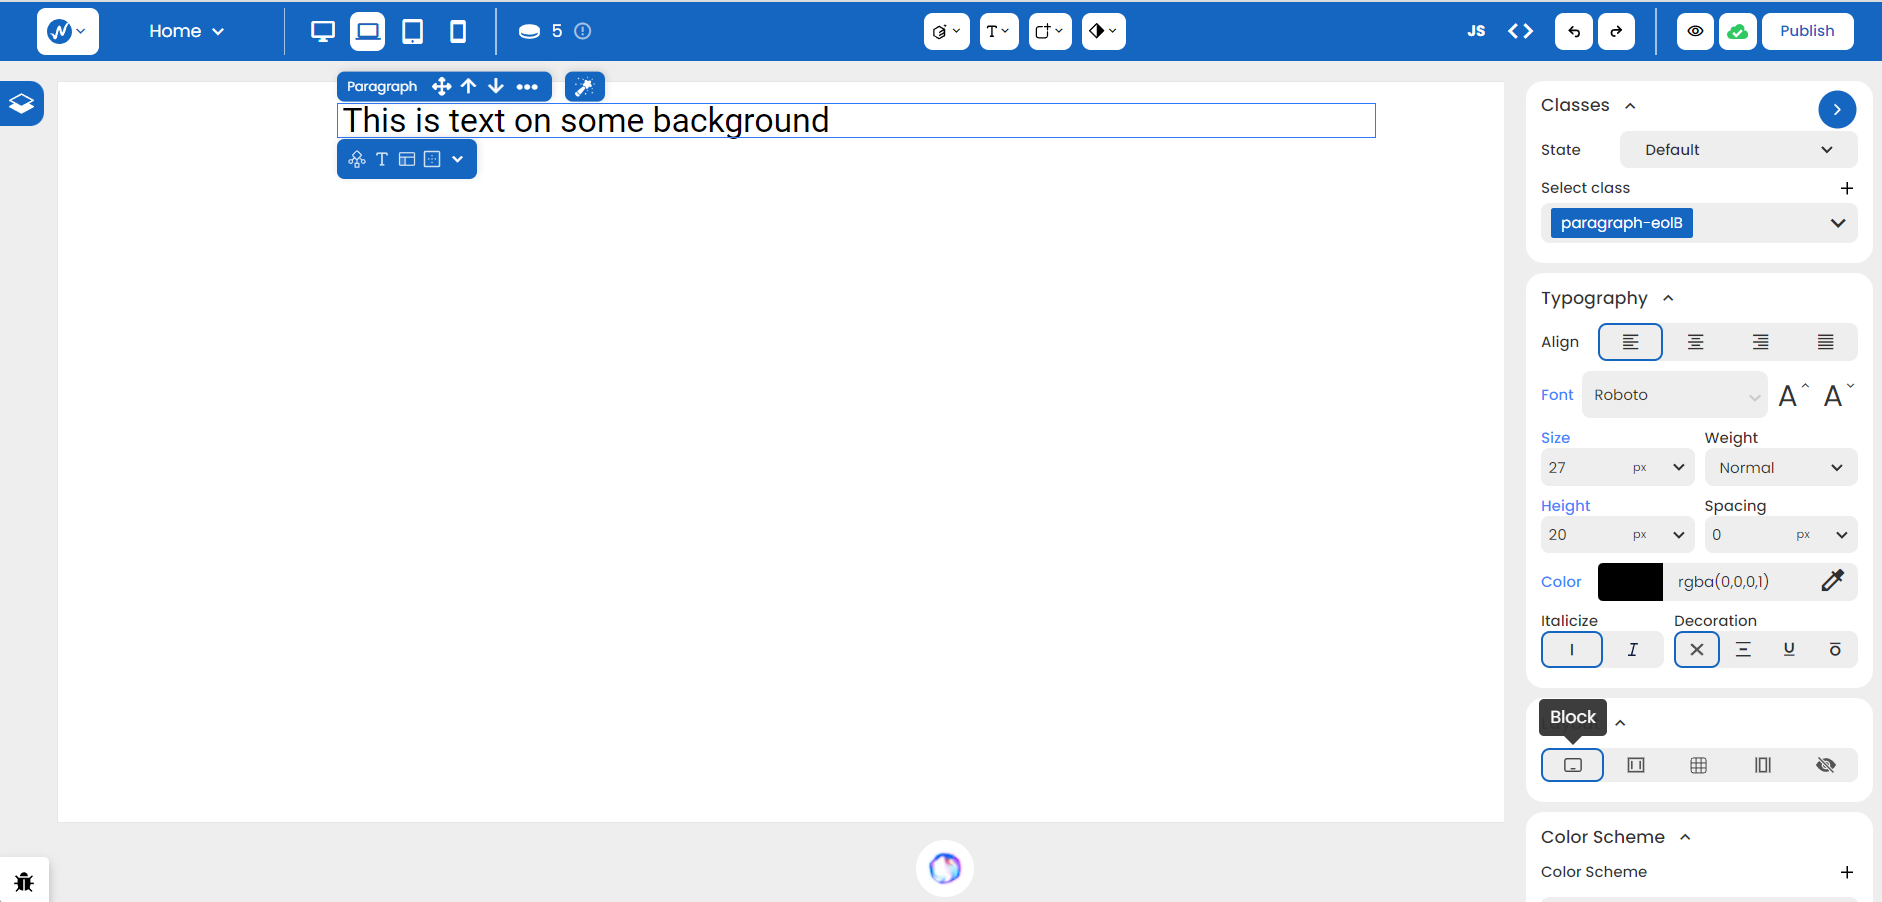 Home
5
T
JS
Publish
Paragraph
This is text on some background
T
Classes
State
Default
Select class
paragraph-eolB
Typography
Align
Font
Roboto
A
A
Size
Weight
27
px
Normal
Height
Spacing
20
px
0
px
Color
rgba(0,0,0,1)
Italicize
Decoration
Block
Color Scheme
Color Scheme